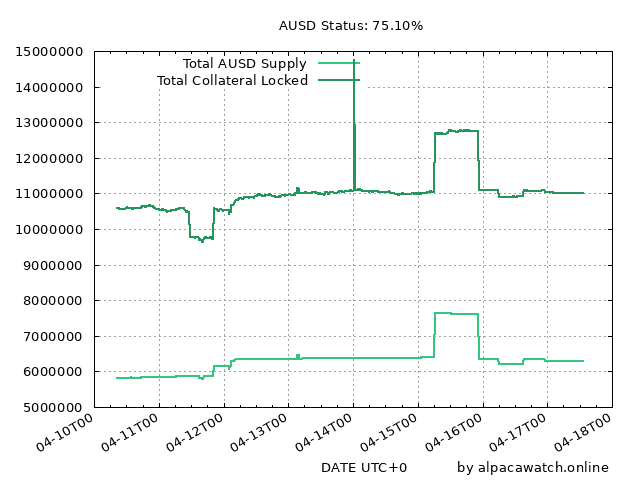 AUSD Status: 75.10%
15000000
14000000
13000000
12000000
11000000
10000000
9000000
8000000
7000000
6000000
5000000
Total AUSD Supply
Total Collateral Locked
04-10T00
04-11T00
04-12T00
04-13T00
04-14T00
04-15T00
04-16T00
04-17T00
04-18T00
DATE UTC+0
by alpacawatch.online